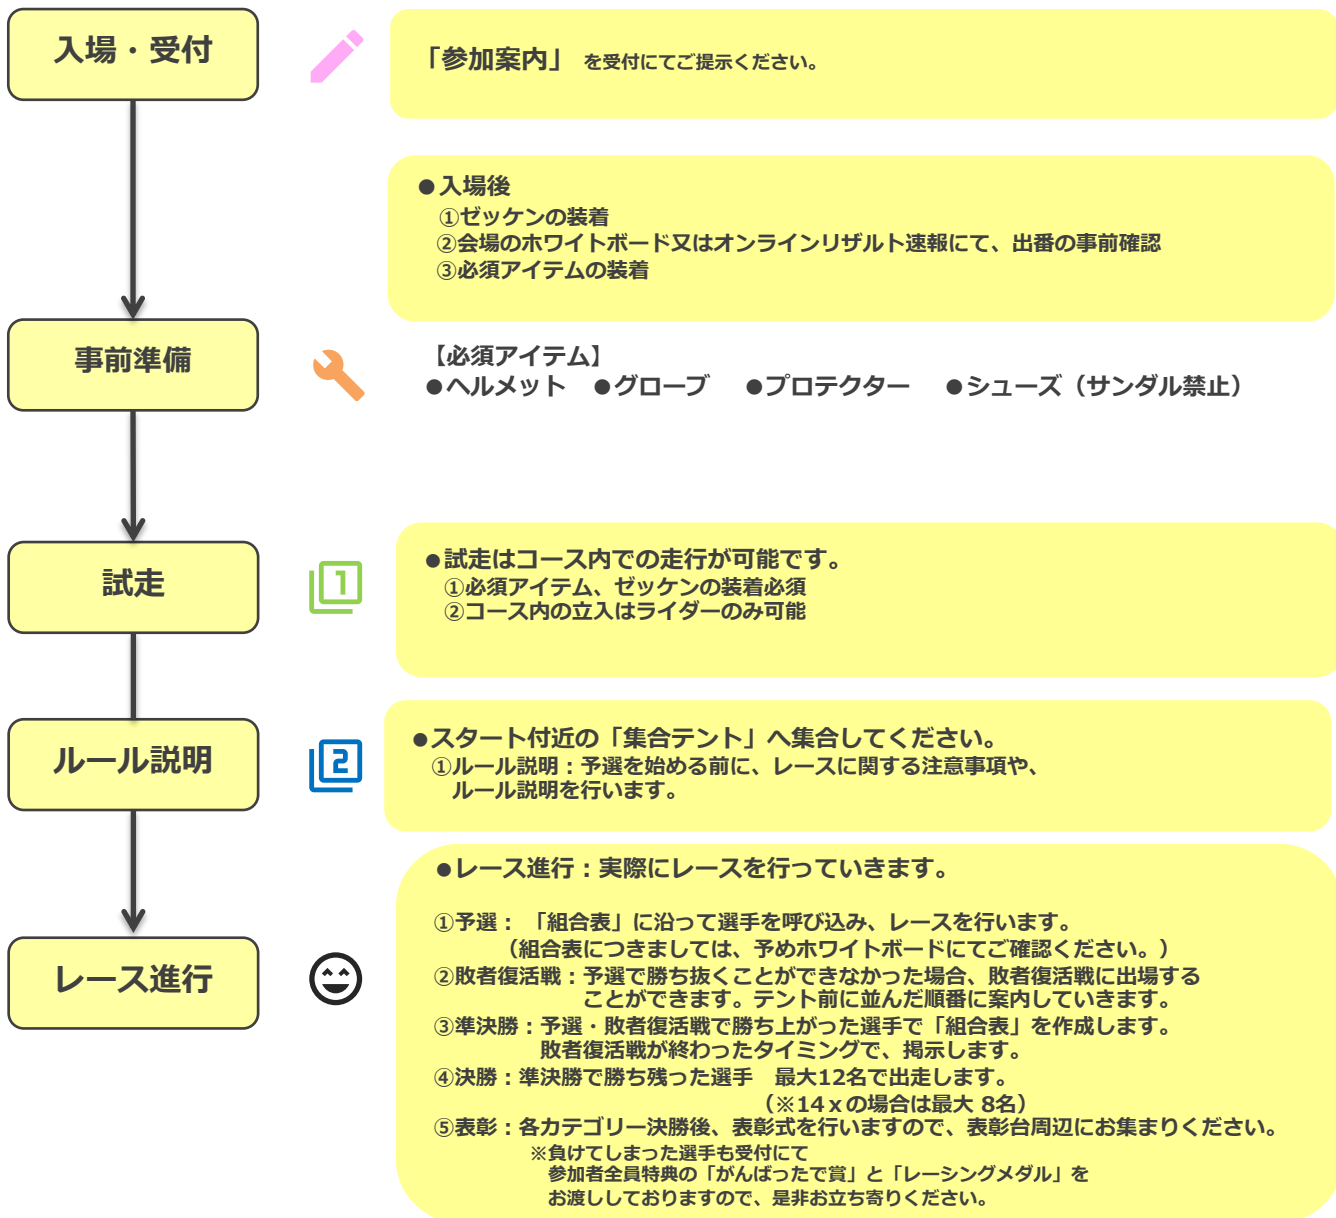 入場・受付
「参加案内」 を受付にてご提示ください。
●入場後
①ゼッケンの装着
②会場のホワイトボード又はオンラインリザルト速報にて、出番の事前確認
③必須アイテムの装着
事前準備
【必須アイテム】
●ヘルメット ●グローブ ●プロテクター ●シューズ（サンダル禁止）
試走
1
●試走はコース内での走行が可能です。
①必須アイテム、ゼッケンの装着必須
②コース内の立入はライダーのみ可能
ルール説明
2
●スタート付近の「集合テント」へ集合してください。
①ルール説明：予選を始める前に、レースに関する注意事項や、
ルール説明を行います。
レース進行
●レース進行：実際にレースを行っていきます。
①予選： 「組合表」に沿って選手を呼び込み、レースを行います。
（組合表につきましては、予めホワイトボードにてご確認ください。）
②敗者復活戦：予選で勝ち抜くことができなかった場合、敗者復活戦に出場する
ことができます。テント前に並んだ順番に案内していきます。
③準決勝：予選・敗者復活戦で勝ち上がった選手で「組合表」を作成します。
敗者復活戦が終わったタイミングで、掲示します。
④決勝：準決勝で勝ち残った選手 最大12名で出走します。
（※14ｘの場合は最大 8名）
⑤表彰：各カテゴリー決勝後、表彰式を行いますので、表彰台周辺にお集まりください。
※負けてしまった選手も受付にて
参加者全員特典の「がんばったで賞」と「レーシングメダル」を
お渡ししておりますので、是非お立ち寄りください。